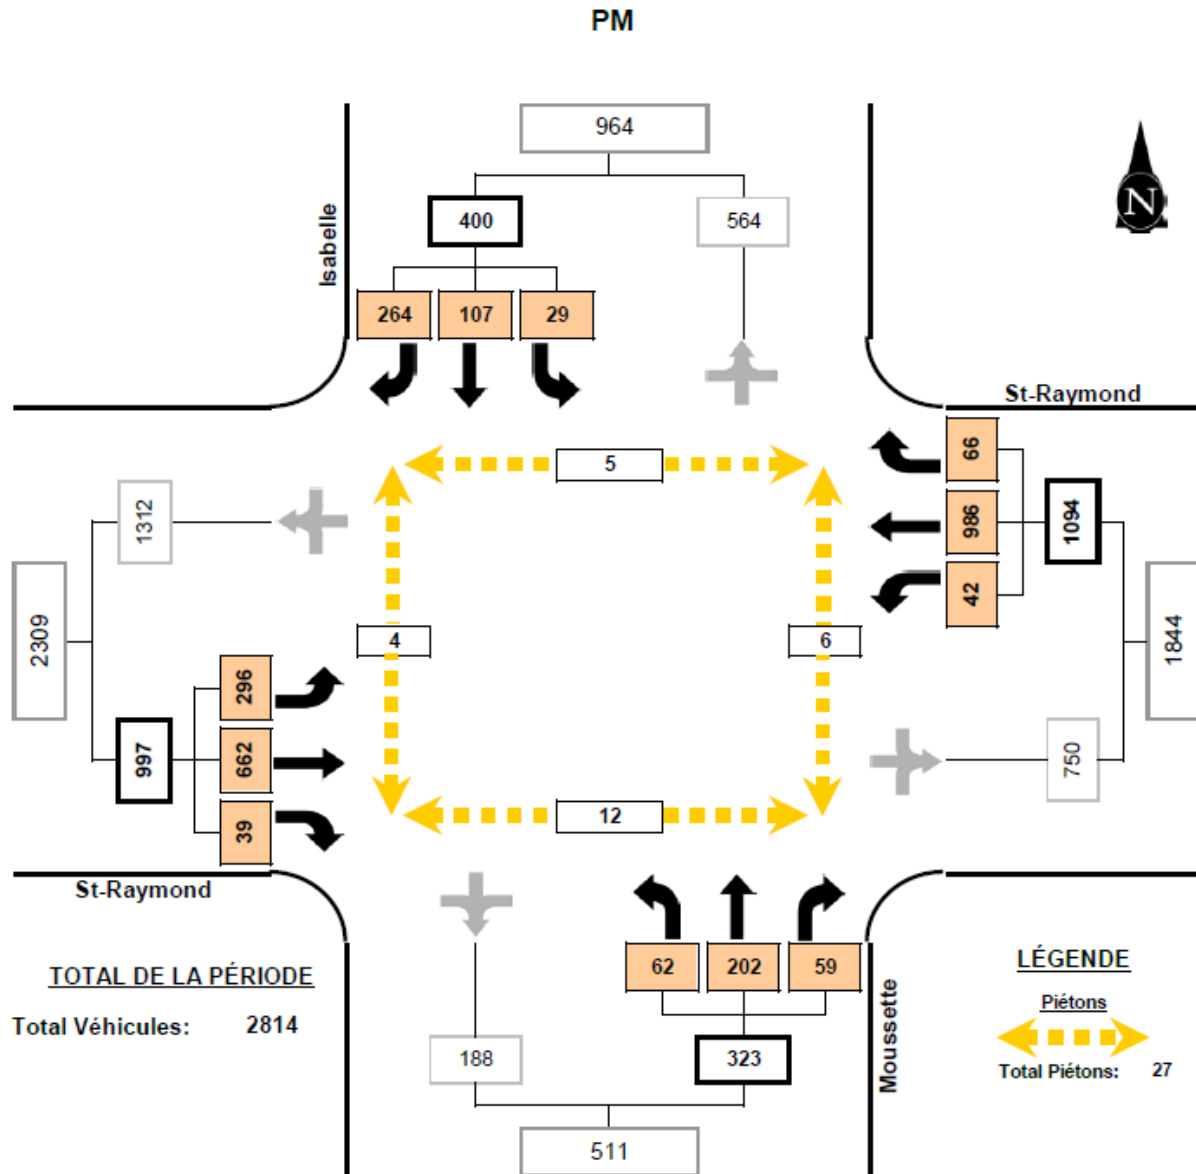 PM
964
N
Isabelle
400
564
264 107 29
St-Raymond
66
5
1312
986
1094
42
2309
4
6
1844
296
997
662
750
12
39
St-Raymond
TOTAL DE LA PÉRIODE
62 202 59
LÉGENDE
Piétons
Total Véhicules: 2814
188
323
Moussette
Total Piétons: 27
511